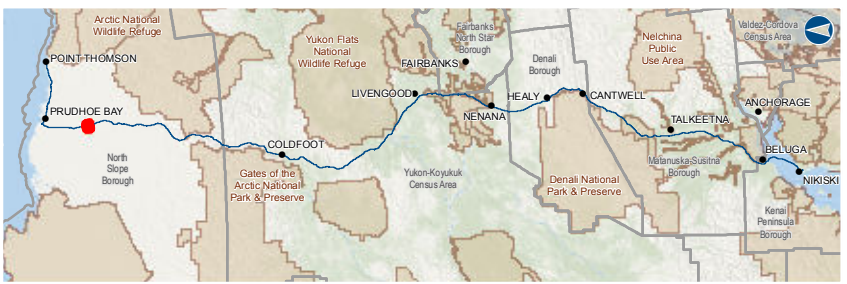 Arctic National
Wildlife Refuge
POINT THOMSON
PRUDHOE BAY
North
Slope
Borough
COLDFOOT
Gates of the
Arctic National
Park & Preserve
Yukon Flats
National
Wildlife Refuge
LIVENGOOD
Fairbanks
North Star
Borough
FAIRBANKS
NENANA
Yukon-Koyukuk
Census Area
Denali
Borough
HEALY
CANTWELL
Denali National
Park & Preserve
Nelchina
Public
Use Area
TALKEETNA
Matanuska-Susitna
Borough
Valdez-Cordova
Census Area
ANCHORAGE
BELUGA
NIKISKI
Kenai
Peninsula
Borough